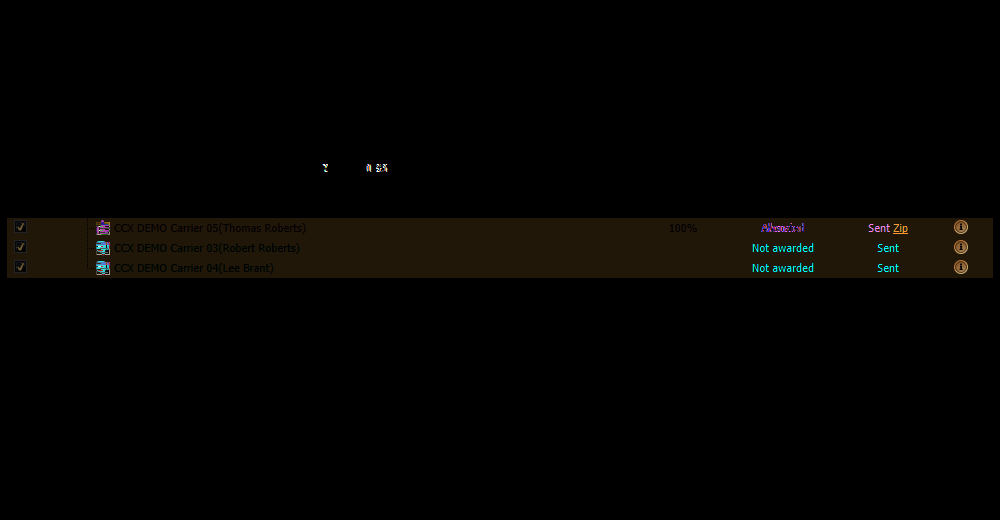 CCX DEMO Carrier 05(Thomas Roberts) 100% Sent Zip
CCX DEMO Carrier 03(Robert Roberts) Not awarded Sent
CCX DEMO Carrier 04(Lee Brant) Not awarded Sent